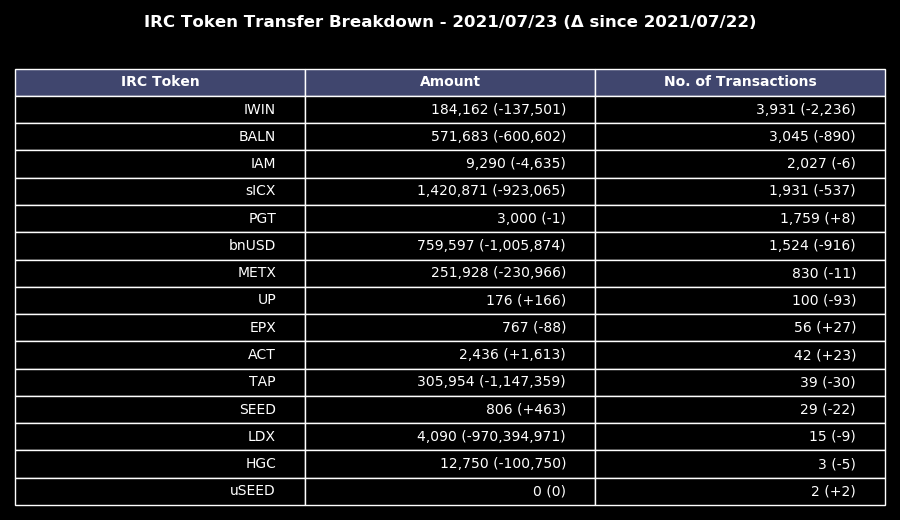 IRC Token Transfer Breakdown - 2021/07/23 (Δ since 2021/07/22)
IRC Token Amount No. of Transactions
IWIN 184,162 (-137,501) 3,931 (-2,236)
BALN 571,683 (-600,602) 3,045 (-890)
IAM 9,290 (-4,635) 2,027 (-6)
sICX 1,420,871 (-923,065) 1,931 (-537)
PGT 3,000 (-1) 1,759 (+8)
bnUSD 759,597 (-1,005,874) 1,524 (-916)
METX 251,928 (-230,966) 830 (-11)
UP 176 (+166) 100 (-93)
EPX 767 (-88) 56 (+27)
ACT 2,436 (+1,613) 42 (+23)
TAP 305,954 (-1,147,359) 39 (-30)
SEED 806 (+463) 29 (-22)
LDX 4,090 (-970,394,971) 15 (-9)
HGC 12,750 (-100,750) 3 (-5)
uSEED 0 (0) 2 (+2)